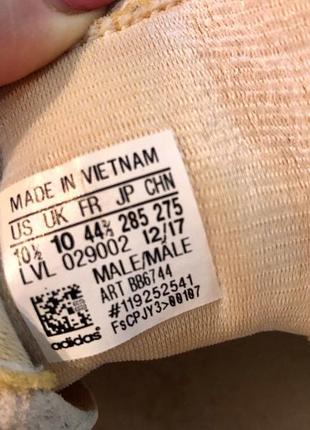 MADE IN VIETNAM
US UK FR JP CHN
10½ 10 44⅔ 285 275
LVL 029002 12/17
MALE/MALE
ART BB6744
#119252541
FsCPJY3>00107
adidas